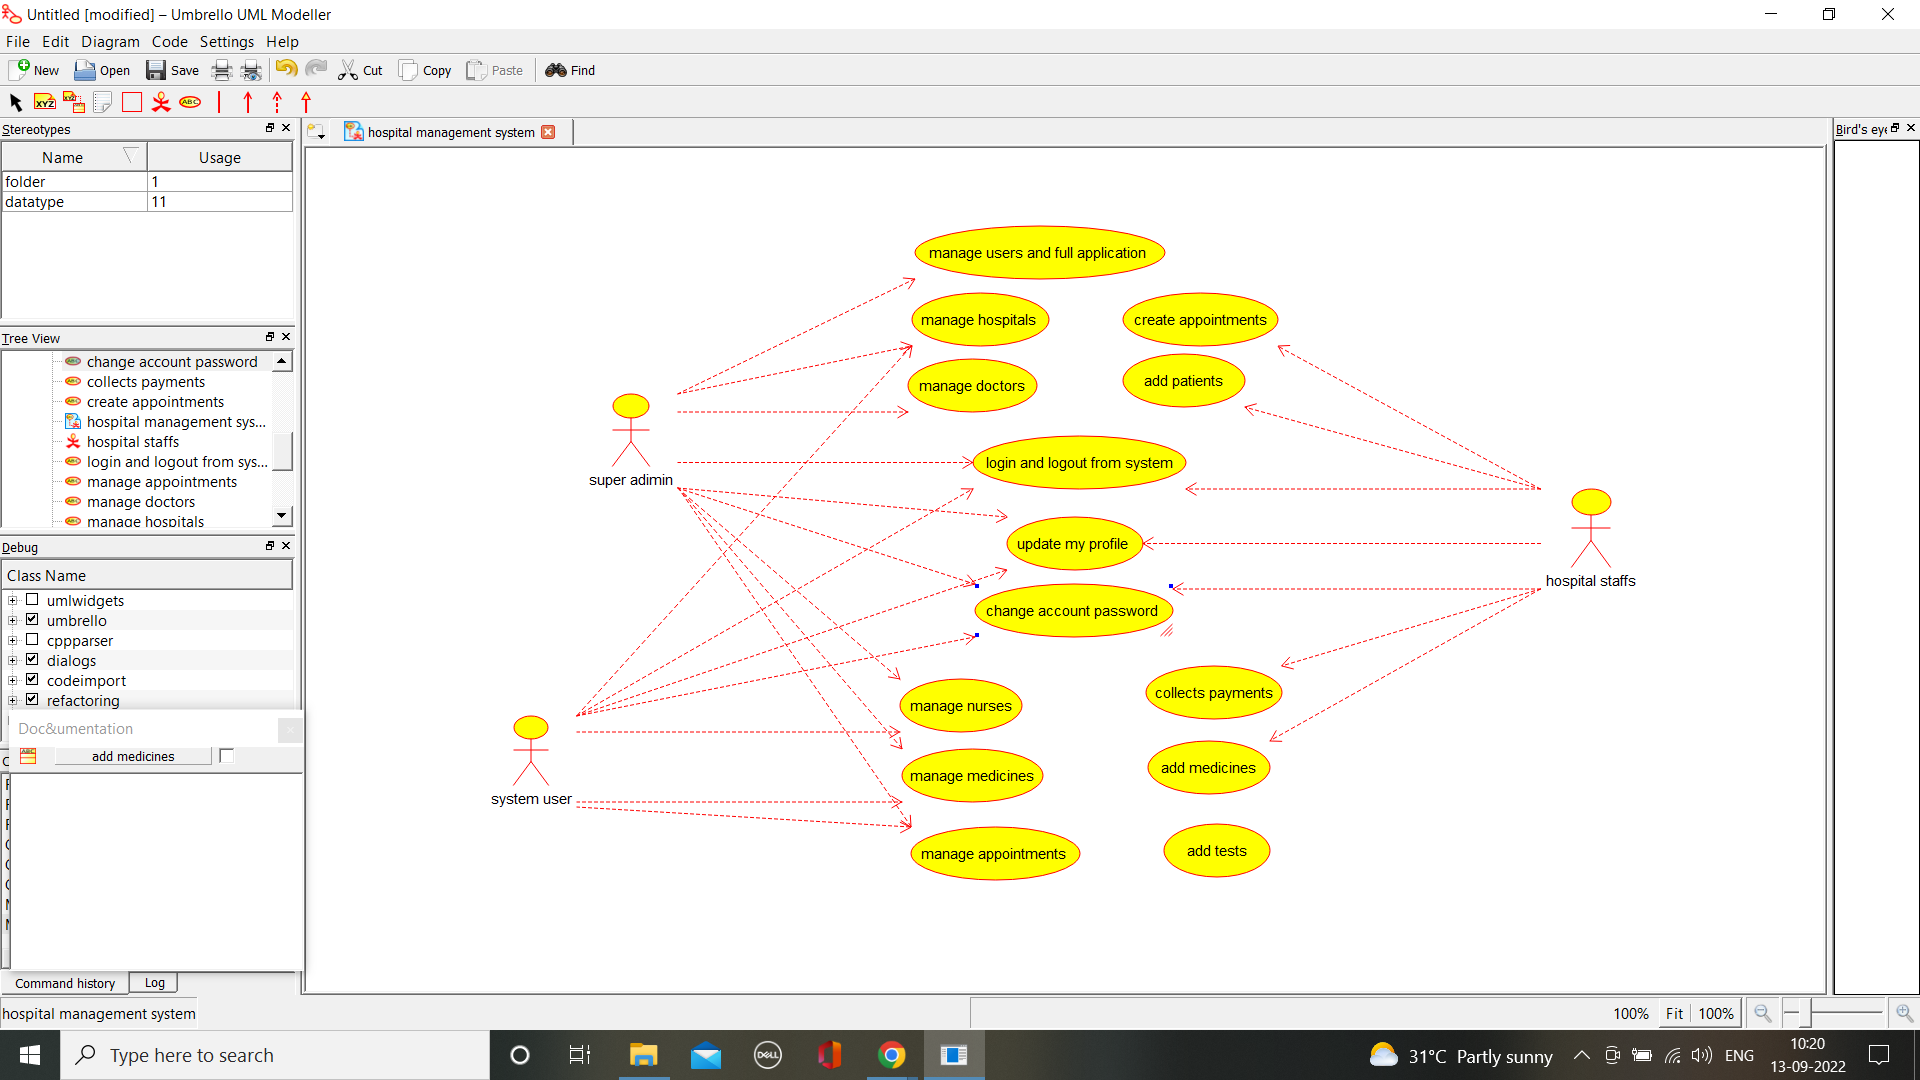 Untitled [modified] – Umbrello UML Modeller
File Edit Diagram Code Settings Help
New Open Save Cut Copy Paste Find
XYZ XYZ ABC
Stereotypes
Name Usage
folder 1
datatype 11
Tree View
change account password
collects payments
create appointments
hospital management sys...
hospital staffs
login and logout from sys...
manage appointments
manage doctors
manage hospitals
Debug
Class Name
umlwidgets
umbrello
cppparser
dialogs
codeimport
refactoring
Doc&umentation
add medicines
Command history Log
hospital management system
Bird's eye
manage users and full application
manage hospitals
create appointments
manage doctors
add patients
super adimin
login and logout from system
update my profile
hospital staffs
change account password
manage nurses
collects payments
system user
manage medicines
add medicines
manage appointments
add tests
hospital management system
100% Fit 100%
Type here to search
DELL
31°C Partly sunny
ENG
10:20
13-09-2022